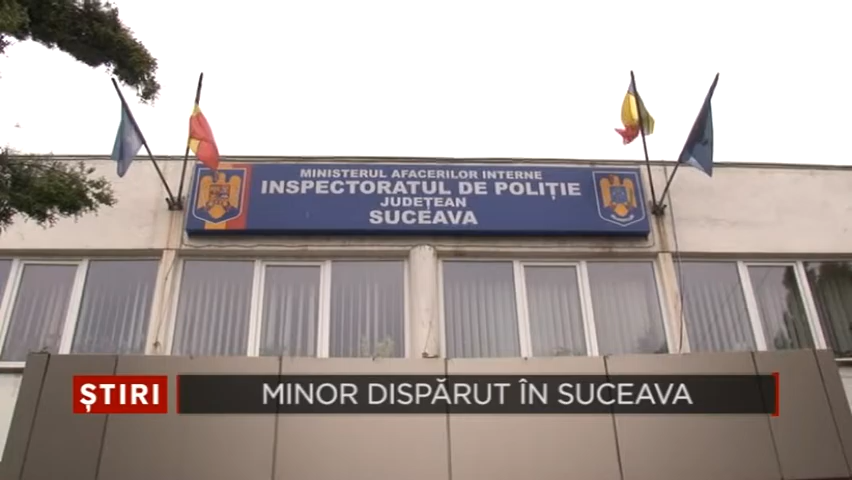 MINISTERUL AFACERILOR INTERNE
INSPECTORATUL DE POLIȚIE
JUDEȚEAN
SUCEAVA
ȘTIRI
MINOR DISPĂRUT ÎN SUCEAVA